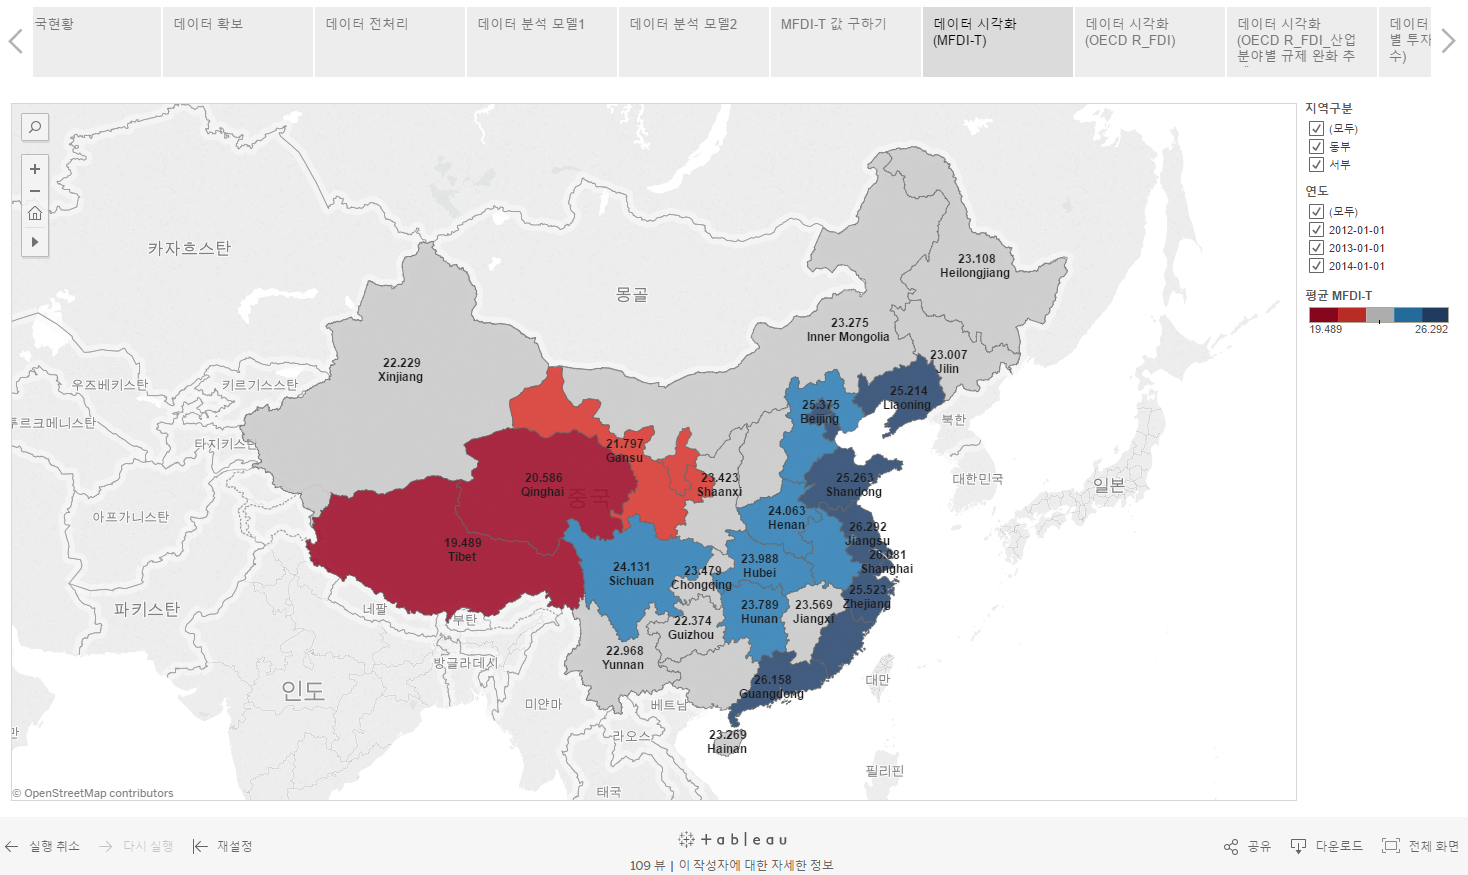 국현황
데이터 확보
데이터 전처리
데이터 분석 모델1
데이터 분석 모델2
MFDI-T 값 구하기
데이터 시각화
(MFDI-T)
데이터 시각화
(OECD R_FDI)
데이터 시각화
(OECD R_FDI_산업
분야별 규제 완화 추
데이터
별 투자
수)
지역구분
(모두)
동부
서부
연도
(모두)
2012-01-01
2013-01-01
2014-01-01
평균 MFDI-T
19.489
26.292
카자흐스탄
몽골
우즈베키스탄
키르기스스탄
투르크메니스탄
타지키스탄
아프가니스탄
파키스탄
네팔
부탄
방글라데시
인도
미얀마
라오스
베트남
태국
필리핀
대만
북한
대한민국
일본
중국
23.108
Heilongjiang
23.275
Inner Mongolia
23.007
Jilin
22.229
Xinjiang
25.214
Liaoning
25.375
Beijing
21.797
Gansu
20.586
Qinghai
23.423
Shaanxi
25.263
Shandong
24.063
Henan
26.292
Jiangsu
19.489
Tibet
26.081
Shanghai
24.131
Sichuan
23.479
Chongqing
23.988
Hubei
25.523
Zhejiang
23.789
Hunan
23.569
Jiangxi
22.374
Guizhou
22.968
Yunnan
26.158
Guangdong
23.269
Hainan
© OpenStreetMap contributors
실행 취소
다시 실행
재설정
+ableau
109 뷰 | 이 작성자에 대한 자세한 정보
공유
다운로드
전체 화면